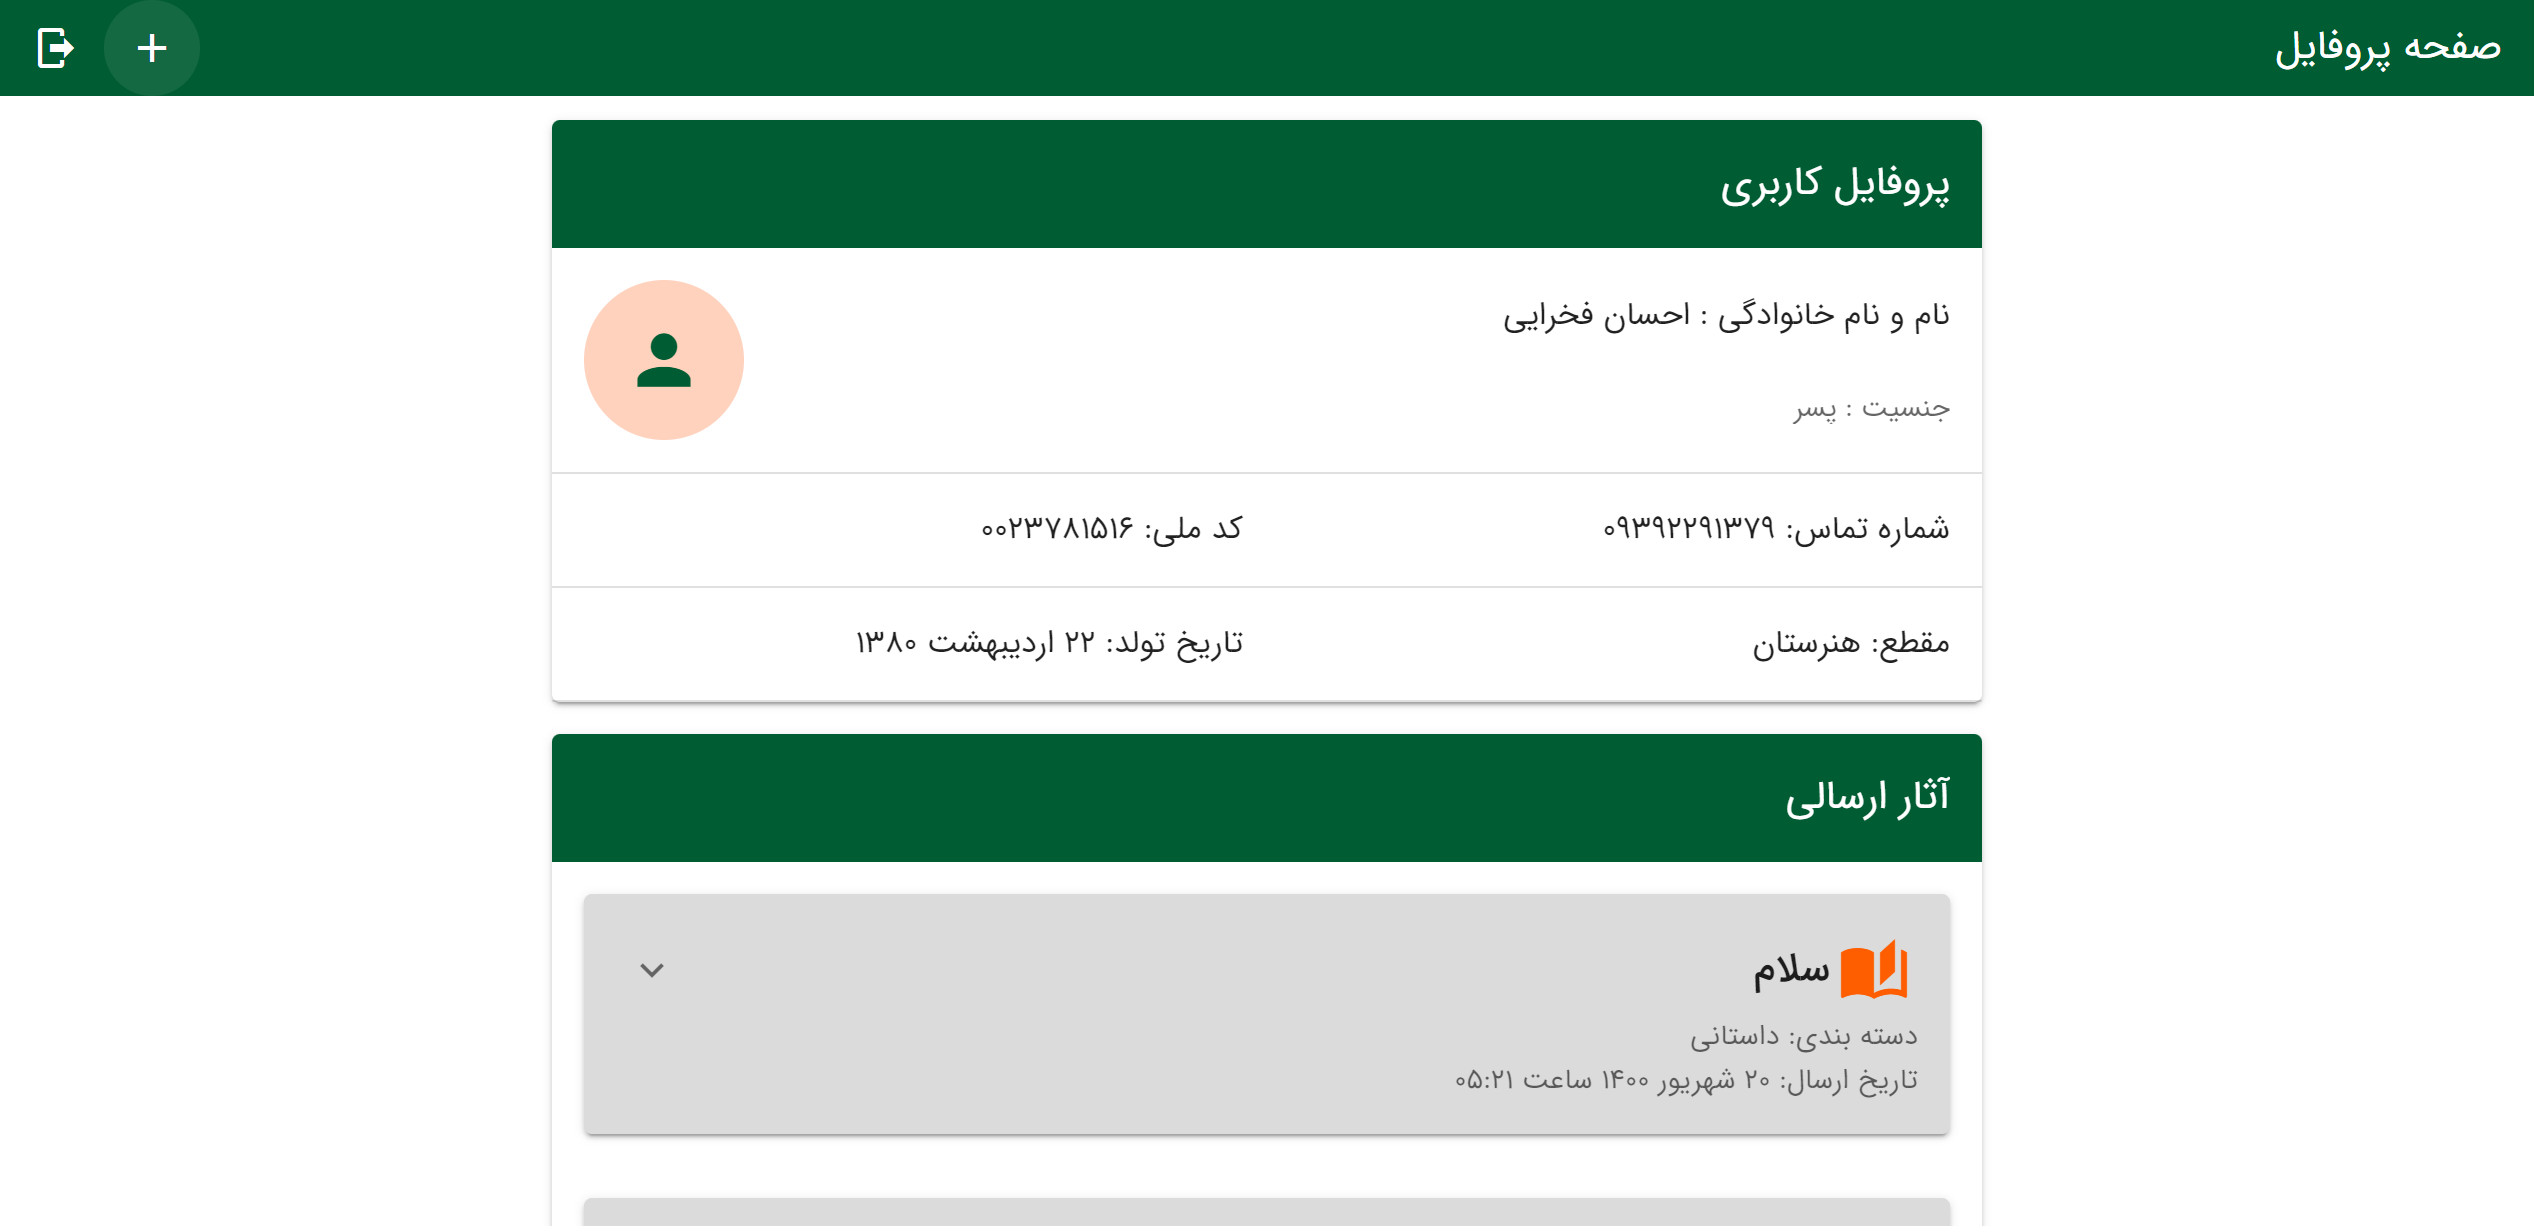 صفحه پروفایل
پروفایل کاربری
نام و نام خانوادگی : احسان فخرایی
جنسیت : پسر
شماره تماس: ۰۹۳۹۲۲۹۱۳۷۹
کد ملی: ۰۰۲۳۷۸۱۵۱۶
مقطع: هنرستان
تاریخ تولد: ۲۲ اردیبهشت ۱۳۸۰
آثار ارسالی
سلام
دسته بندی: داستانی
تاریخ ارسال: ۲۰ شهریور ۱۴۰۰ ساعت ۰۵:۲۱